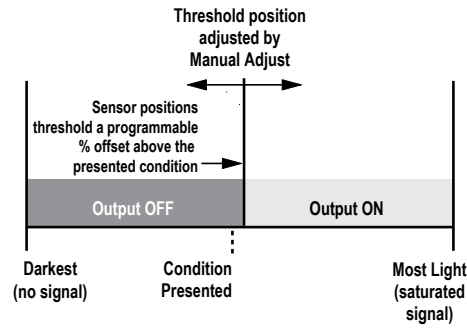 Threshold position
adjusted by
Manual Adjust
Sensor positions
threshold a programmable
% offset above the
presented condition
Output OFF
Output ON
Darkest
(no signal)
Condition
Presented
Most Light
(saturated
signal)